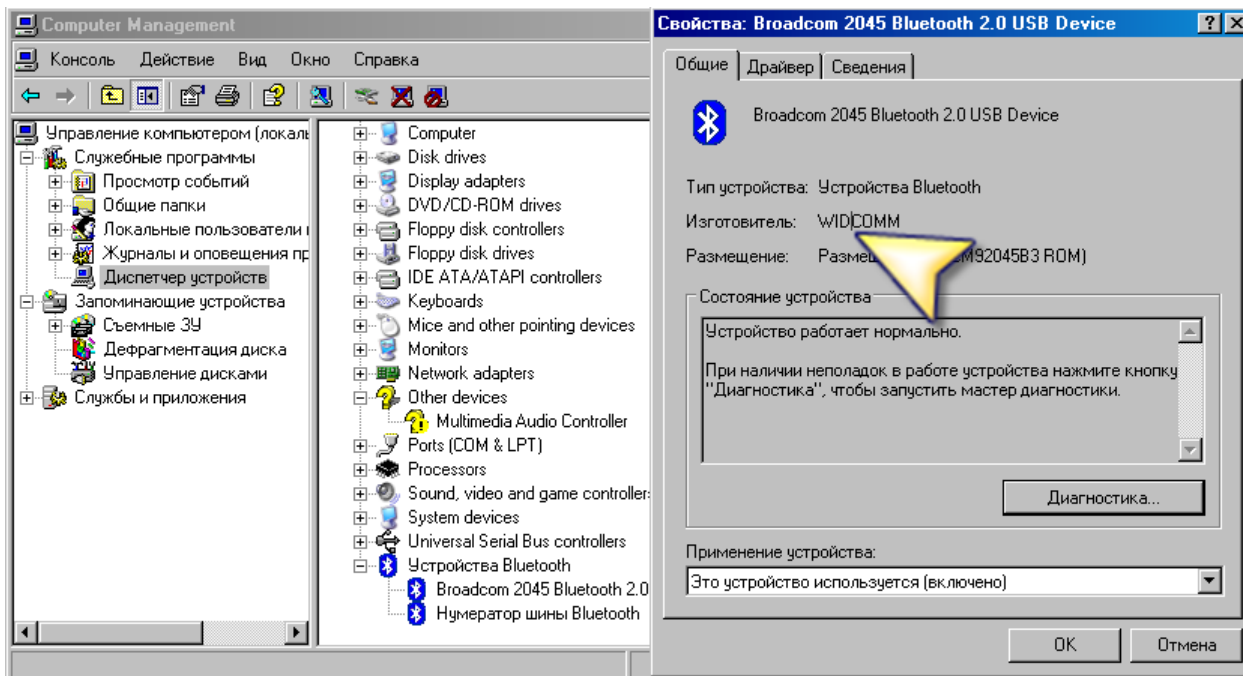 Computer Management
Консоль Действие Вид Окно Справка
Управление компьютером (локаль
Служебные программы
Просмотр событий
Общие папки
Локальные пользователи
Журналы и оповещения пр
Диспетчер устройств
Запоминающие устройства
Съемные ЗУ
Дефрагментация диска
Управление дисками
Службы и приложения
Computer
Disk drives
Display adapters
DVD/CD-ROM drives
Floppy disk controllers
Floppy disk drives
IDE ATA/ATAPI controllers
Keyboards
Mice and other pointing devices
Monitors
Network adapters
Other devices
Multimedia Audio Controller
Ports (COM & LPT)
Processors
Sound, video and game controller
System devices
Universal Serial Bus controllers
Устройства Bluetooth
Broadcom 2045 Bluetooth 2.0
Нумератор шины Bluetooth
Свойства: Broadcom 2045 Bluetooth 2.0 USB Device
Общие Драйвер Сведения
Broadcom 2045 Bluetooth 2.0 USB Device
Тип устройства: Устройства Bluetooth
Изготовитель: WIDCOMM
Размещение: Размещ M92045B3 ROM)
Состояние устройства
Устройство работает нормально.
При наличии неполадок в работе устройства нажмите кнопку
"Диагностика", чтобы запустить мастер диагностики.
Диагностика...
Применение устройства:
Это устройство используется (включено)
OK Отмена